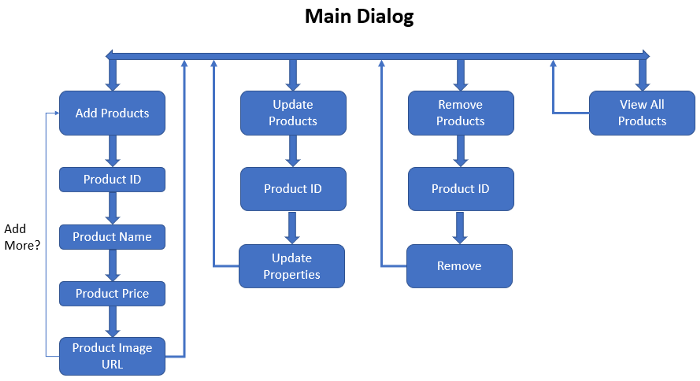 Main Dialog
Add Products
Product ID
Product Name
Product Price
Product Image
URL
Add
More?
Update
Products
Product ID
Update
Properties
Remove
Products
Product ID
Remove
View All
Products